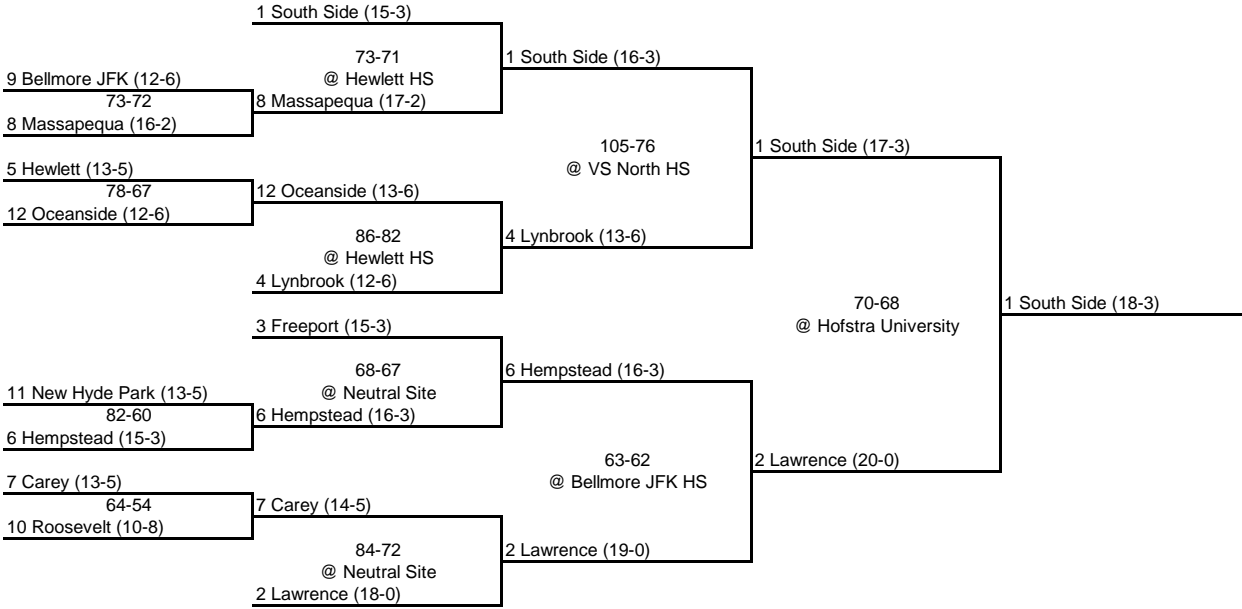 1 South Side (15-3)
73-71
@ Hewlett HS
1 South Side (16-3)
9 Bellmore JFK (12-6)
73-72
8 Massapequa (16-2)
8 Massapequa (17-2)
105-76
@ VS North HS
1 South Side (17-3)
5 Hewlett (13-5)
78-67
12 Oceanside (12-6)
12 Oceanside (13-6)
86-82
@ Hewlett HS
4 Lynbrook (13-6)
4 Lynbrook (12-6)
70-68
@ Hofstra University
1 South Side (18-3)
3 Freeport (15-3)
68-67
@ Neutral Site
6 Hempstead (16-3)
11 New Hyde Park (13-5)
82-60
6 Hempstead (15-3)
6 Hempstead (16-3)
63-62
@ Bellmore JFK HS
2 Lawrence (20-0)
7 Carey (13-5)
64-54
10 Roosevelt (10-8)
7 Carey (14-5)
84-72
@ Neutral Site
2 Lawrence (19-0)
2 Lawrence (18-0)